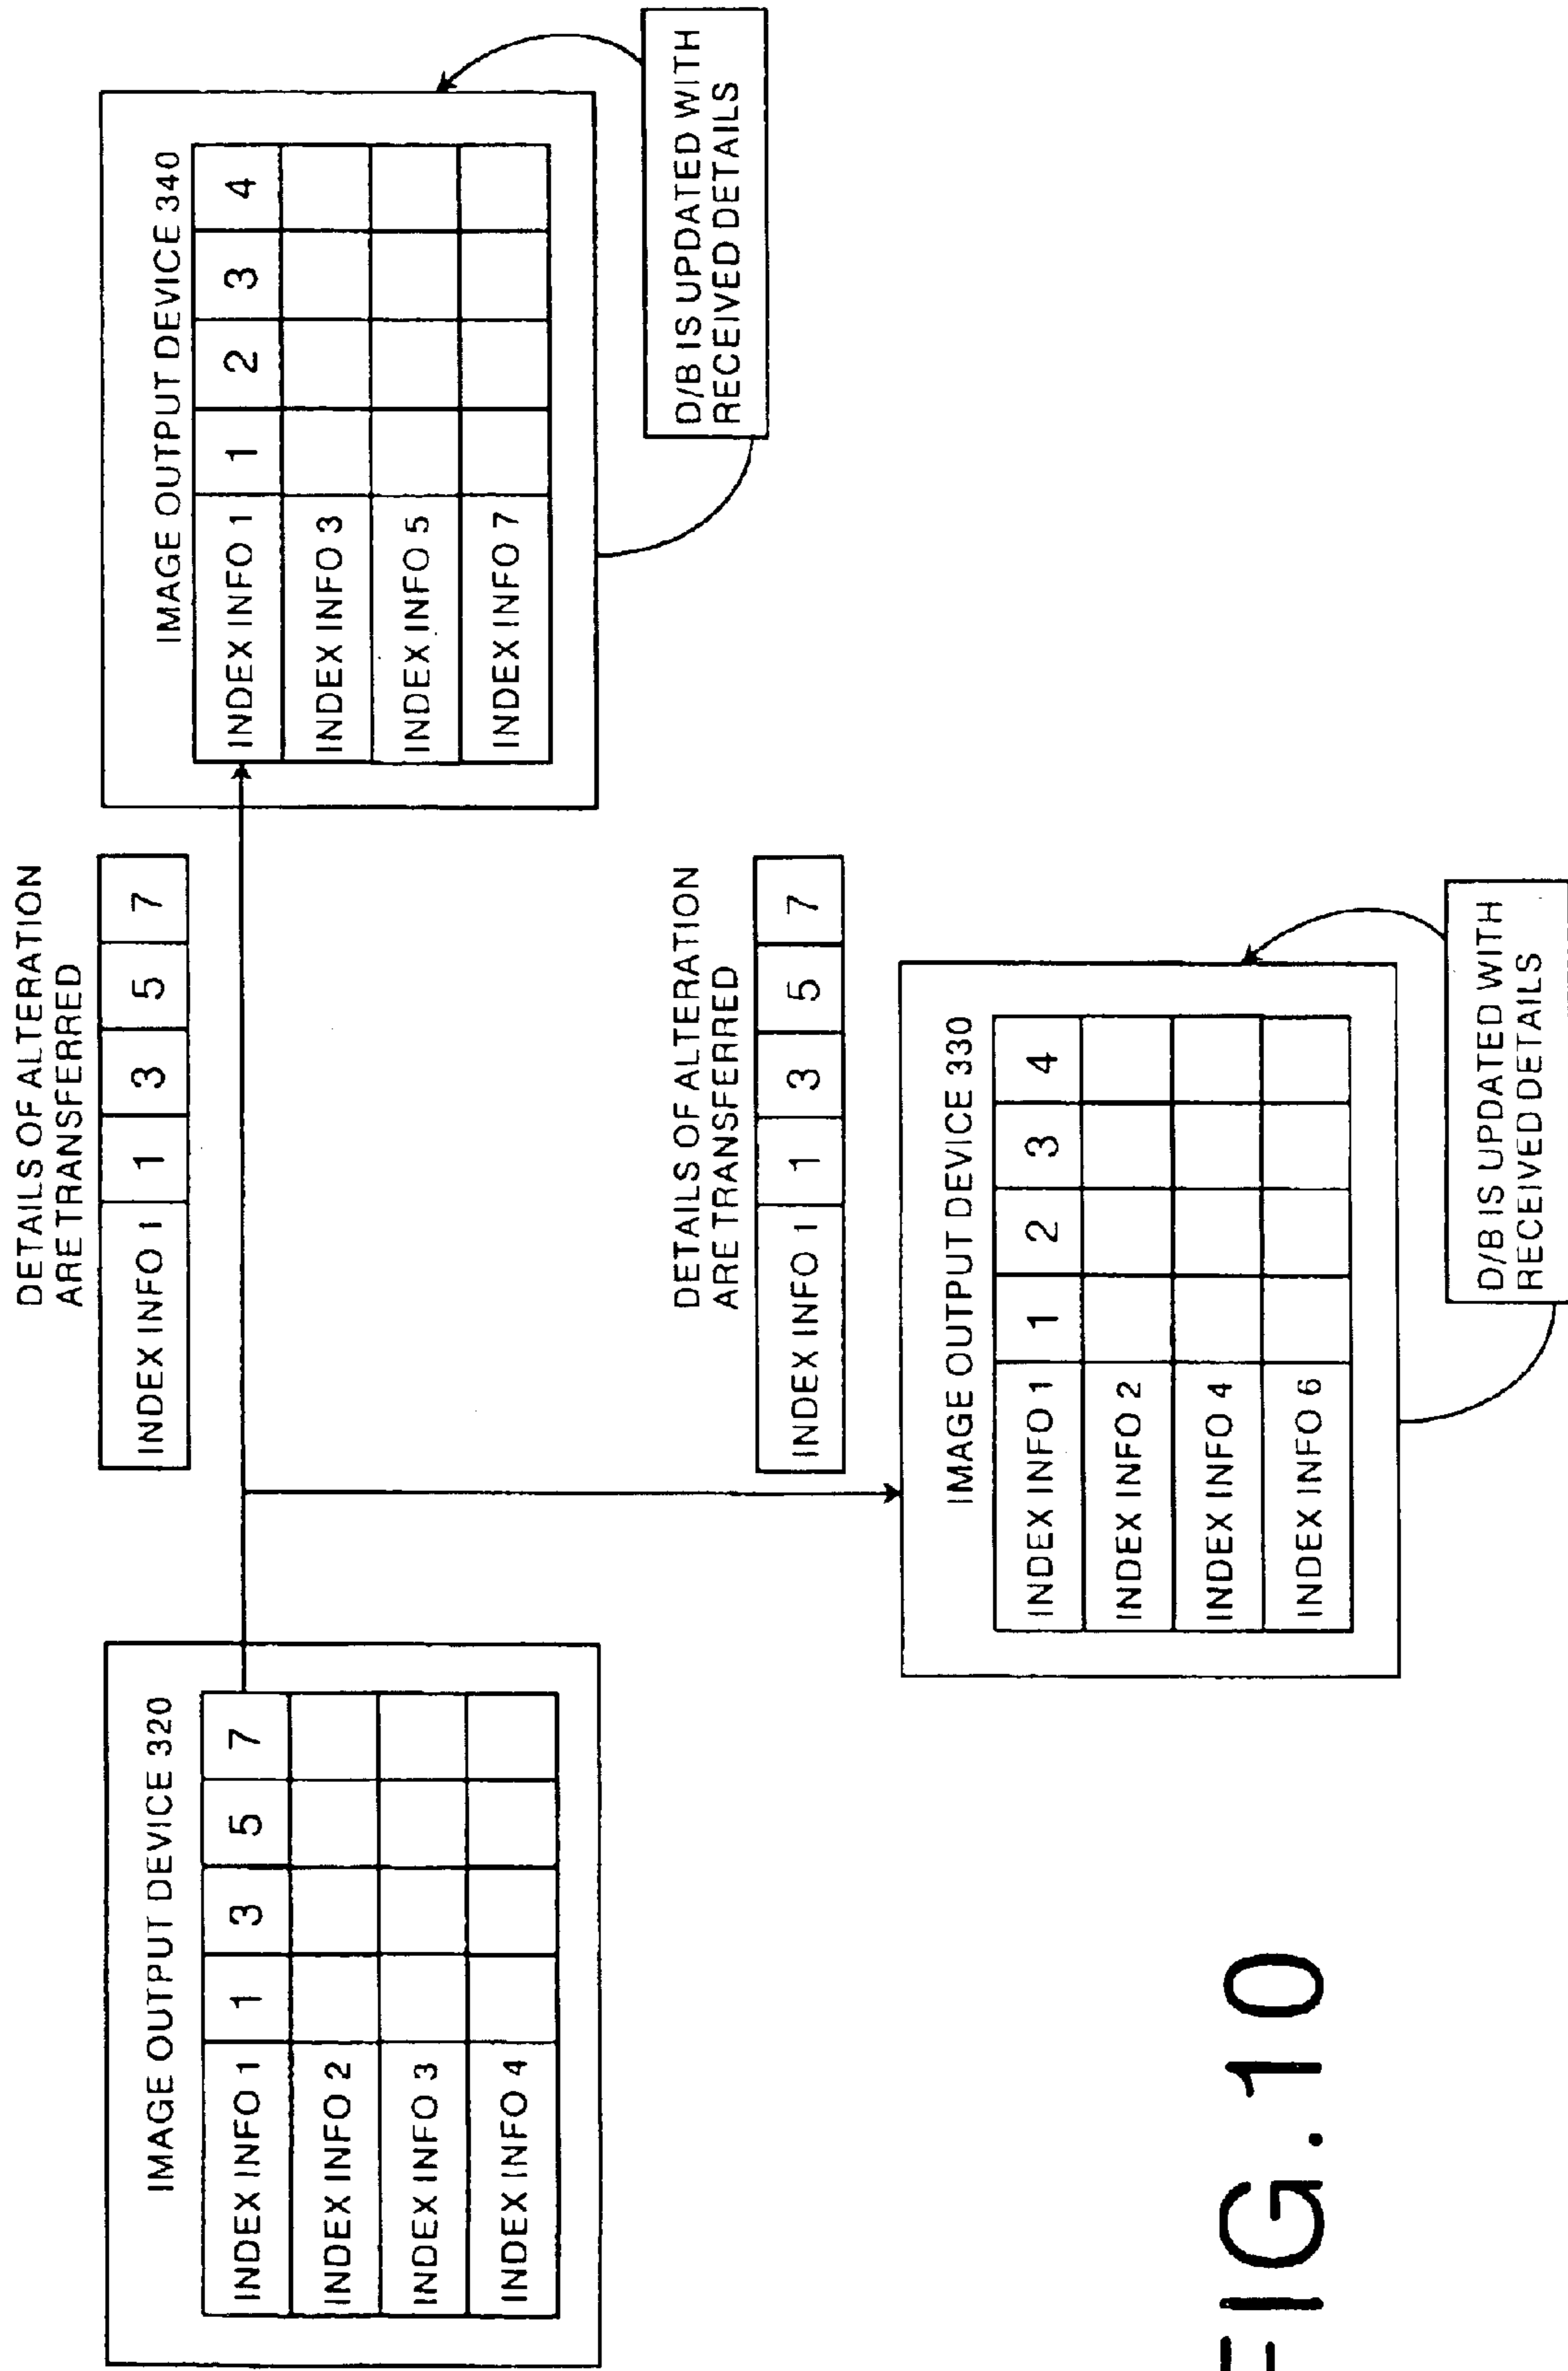 IMAGE OUTPUT DEVICE 320
INDEX INFO 1 1 3 5 7
INDEX INFO 2
INDEX INFO 3
INDEX INFO 4
DETAILS OF ALTERATION
ARE TRANSFERRED
INDEX INFO 1 1 3 5 7
IMAGE OUTPUT DEVICE 340
INDEX INFO 1 1 2 3 4
INDEX INFO 3
INDEX INFO 5
INDEX INFO 7
D/B IS UPDATED WITH
RECEIVED DETAILS
DETAILS OF ALTERATION
ARE TRANSFERRED
INDEX INFO 1 1 3 5 7
IMAGE OUTPUT DEVICE 330
INDEX INFO 1 1 2 3 4
INDEX INFO 2
INDEX INFO 4
INDEX INFO 6
D/B IS UPDATED WITH
RECEIVED DETAILS
FIG.10